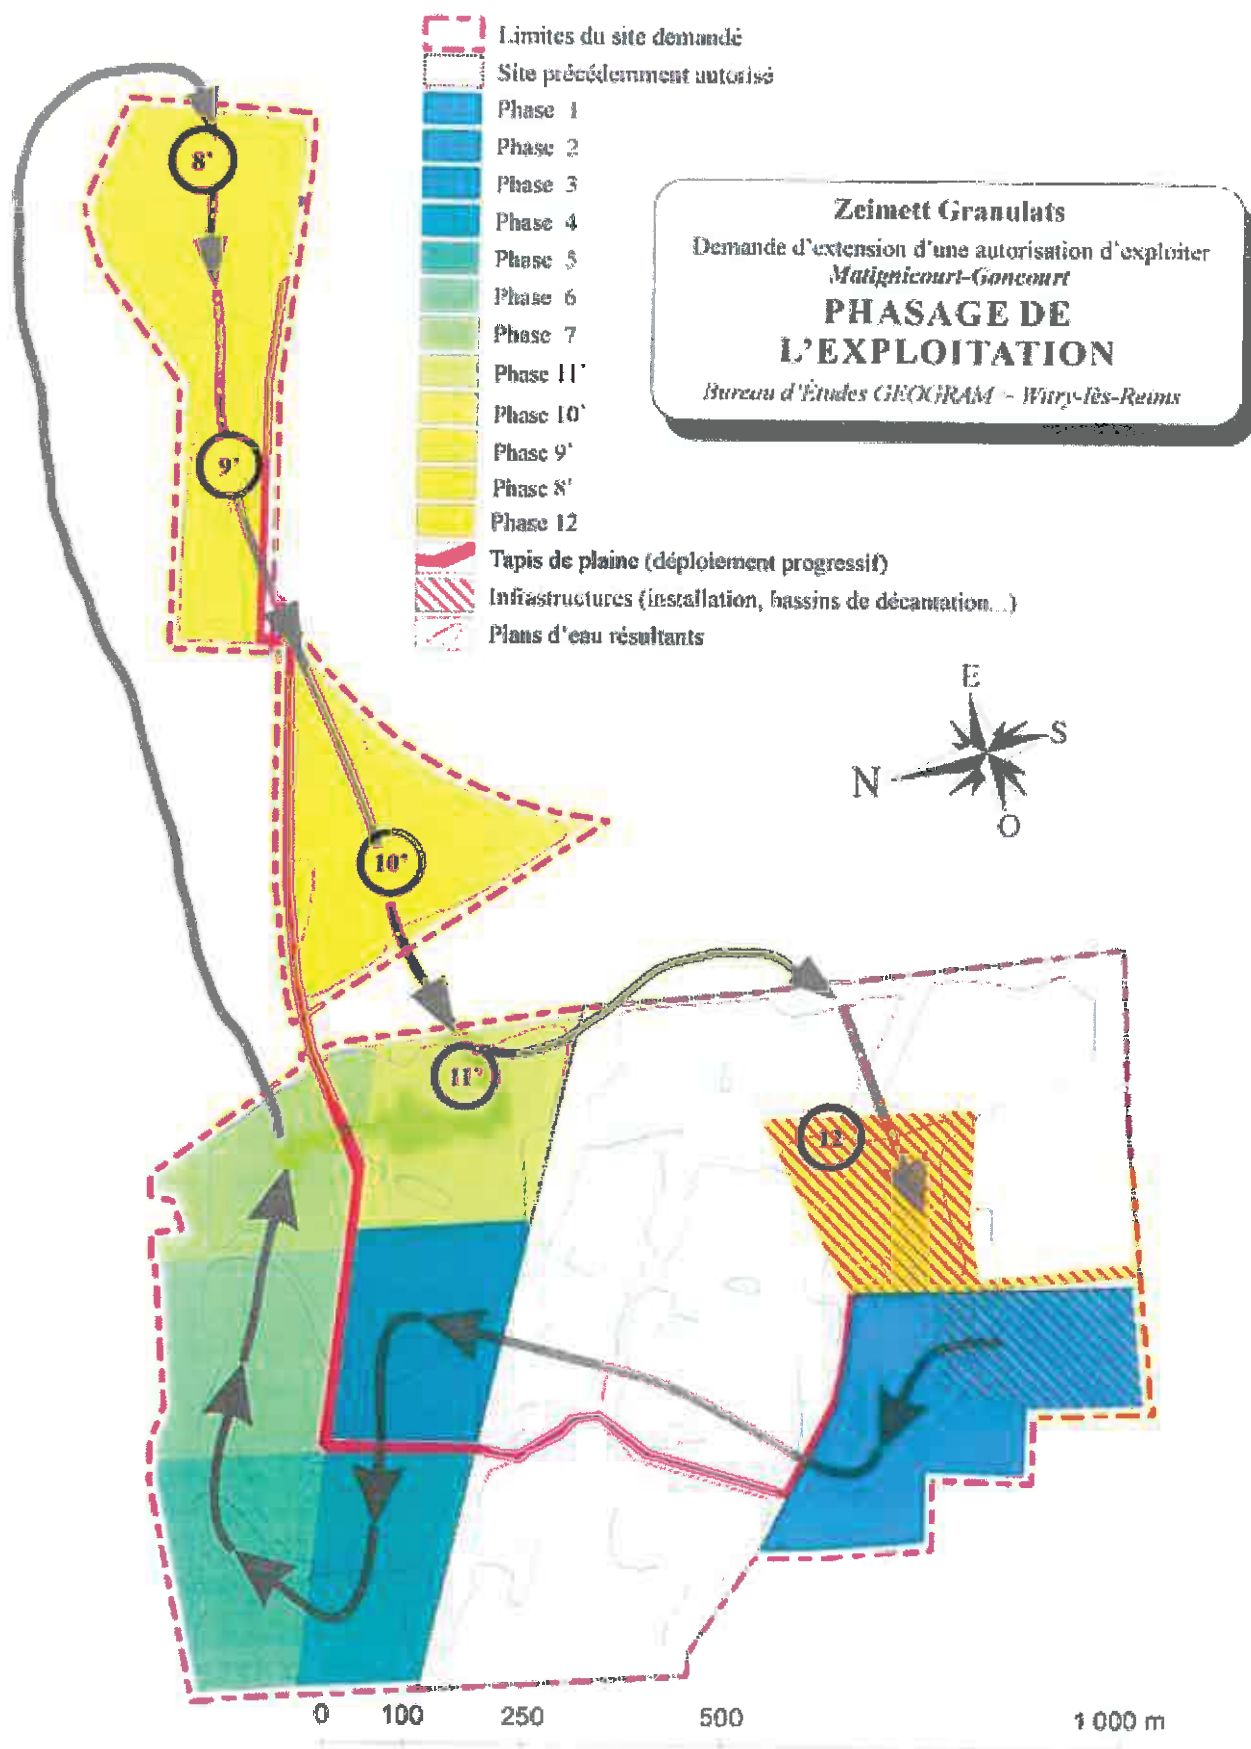 Limites du site demandé
Site précédemment autorisé
Phase 1
Phase 2
Phase 3
Phase 4
Phase 5
Phase 6
Phase 7
Phase 11'
Phase 10'
Phase 9'
Phase 8'
Phase 12
Tapis de plaine (déploiement progressif)
Infrastructures (installation, bassins de décantation...)
Plans d'eau résultants
Zeimett Granulats
Demande d'extension d'une autorisation d'exploiter
Matignicourt-Goncourt
PHASAGE DE
L'EXPLOITATION
Bureau d'Études GEOGRAM - Witry-lès-Reims
E
S
N
O
8'
9'
10'
11'
12
0 100 250 500 1 000 m